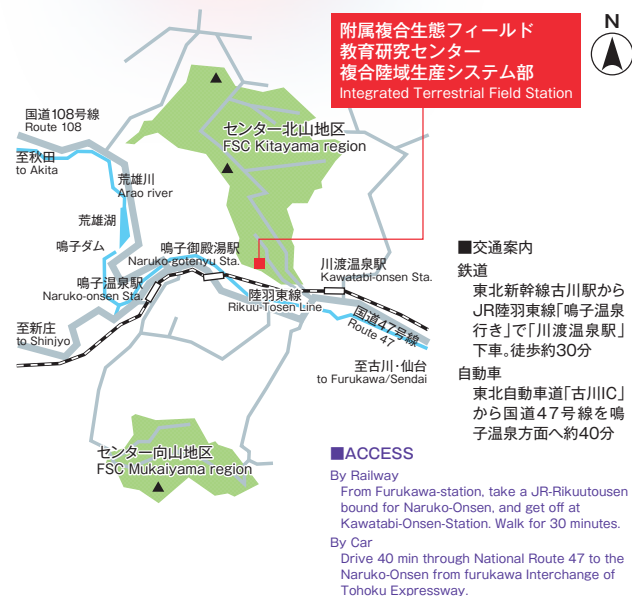 附属複合生態フィールド
教育研究センター
複合陸域生産システム部
Integrated Terrestrial Field Station
N
国道108号線
Route 108
センター北山地区
FSC Kitayama region
至秋田
to Akita
荒雄川
Arao river
荒雄湖
鳴子ダム
鳴子御殿湯駅
Naruko-gotenyu Sta.
川渡温泉駅
Kawatabi-onsen Sta.
鳴子温泉駅
Naruko-onsen Sta.
陸羽東線
Rikuu-Tosen Line
国道47号線
Route 47
至新庄
to Shinjyo
至古川・仙台
to Furukawa/Sendai
センター向山地区
FSC Mukaiyama region
■交通案内
鉄道
東北新幹線古川駅から
JR陸羽東線「鳴子温泉
行き」で「川渡温泉駅」
下車。徒歩約30分
自動車
東北自動車道「古川IC」
から国道47号線を鳴
子温泉方面へ約40分
■ACCESS
By Railway
From Furukawa-station, take a JR-Rikuutousen
bound for Naruko-Onsen, and get off at
Kawatabi-Onsen-Station. Walk for 30 minutes.
By Car
Drive 40 min through National Route 47 to the
Naruko-Onsen from furukawa Interchange of
Tohoku Expressway.